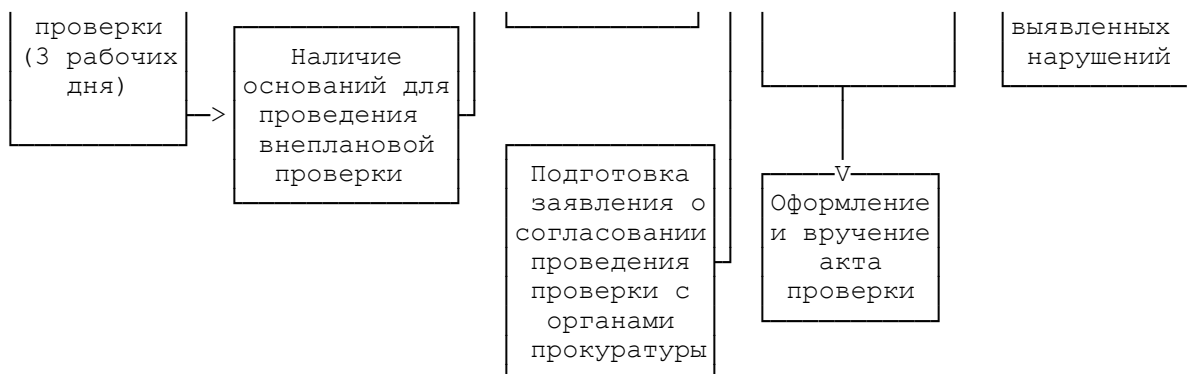 проверки
(3 рабочих
дня)
Наличие
оснований для
проведения
внеплановой
проверки
Подготовка
заявления о
согласовании
проведения
проверки с
органами
прокуратуры
V
Оформление
и вручение
акта
проверки
выявленных
нарушений